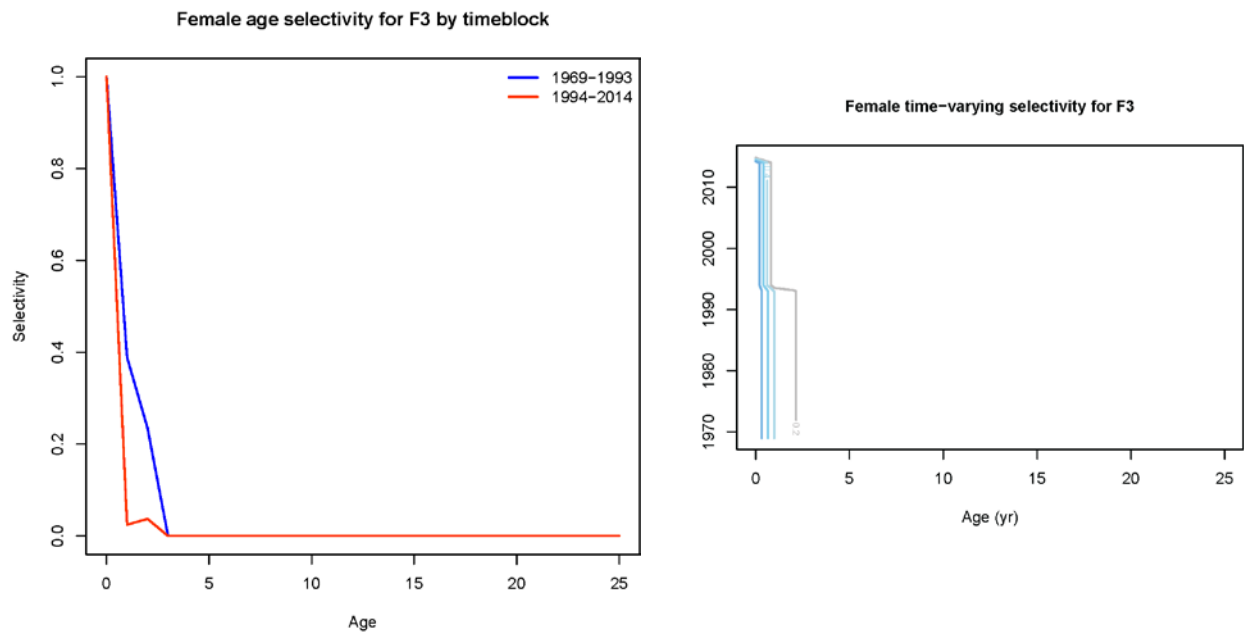 Female age selectivity for F3 by timeblock
1969−1993
1994−2014
Selectivity
1.0
0.8
0.6
0.4
0.2
0.0
0 5 10 15 20 25
Age
Female time−varying selectivity for F3
2010
2000
1990
1980
1970
0.2
0 5 10 15 20 25
Age (yr)